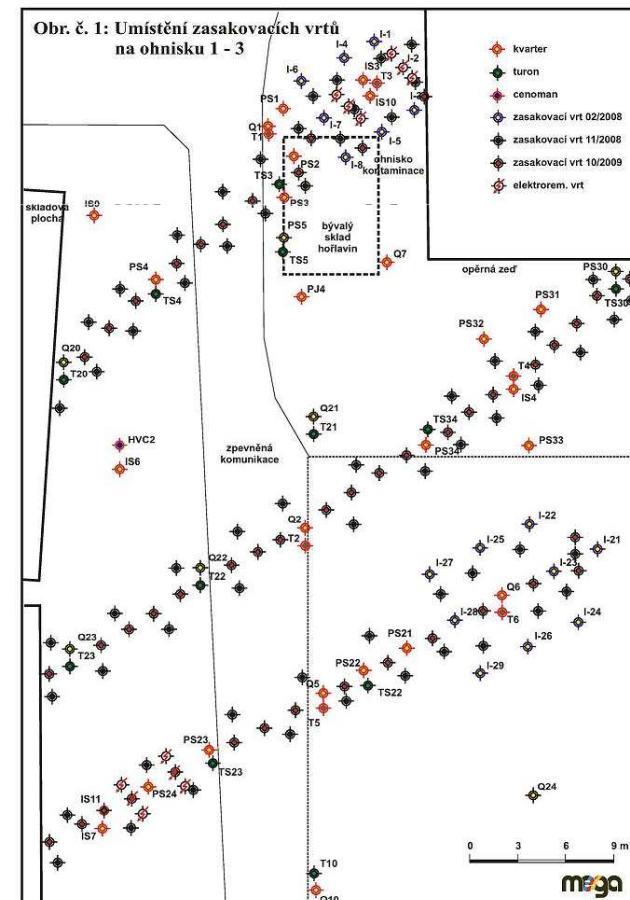 Obr. č. 1: Umístění zasakovacích vrtů
na ohnisku 1 - 3
kvarter
turon
cenoman
zasakovací vrt 02/2008
zasakovací vrt 11/2008
zasakovací vrt 10/2009
elektrorem. vrt
I-1
I-4
I-2
IS3
T3
I-6
IS10
I-3
PS1
Q1
T1
I-7
I-5
PS2
I-8
ohnisko
kontaminace
TS3
PS3
skladova
plocha
IS9
bývalý
sklad
hořlavin
PS5
TS5
Q7
opěrná zeď
PS4
TS4
PJ4
PS30
TS30
PS31
PS32
Q20
T20
T4
IS4
Q21
T21
TS34
PS34
PS33
HVC2
IS6
zpevněná
komunikace
Q2
T2
I-22
I-25
I-21
I-27
I-23
Q22
T22
Q6
T6
I-28
I-24
I-26
I-29
Q23
T23
PS21
PS22
TS22
Q5
T5
PS23
TS23
PS24
IS11
IS7
Q24
T10
Q10
0 3 6 9 m
mega